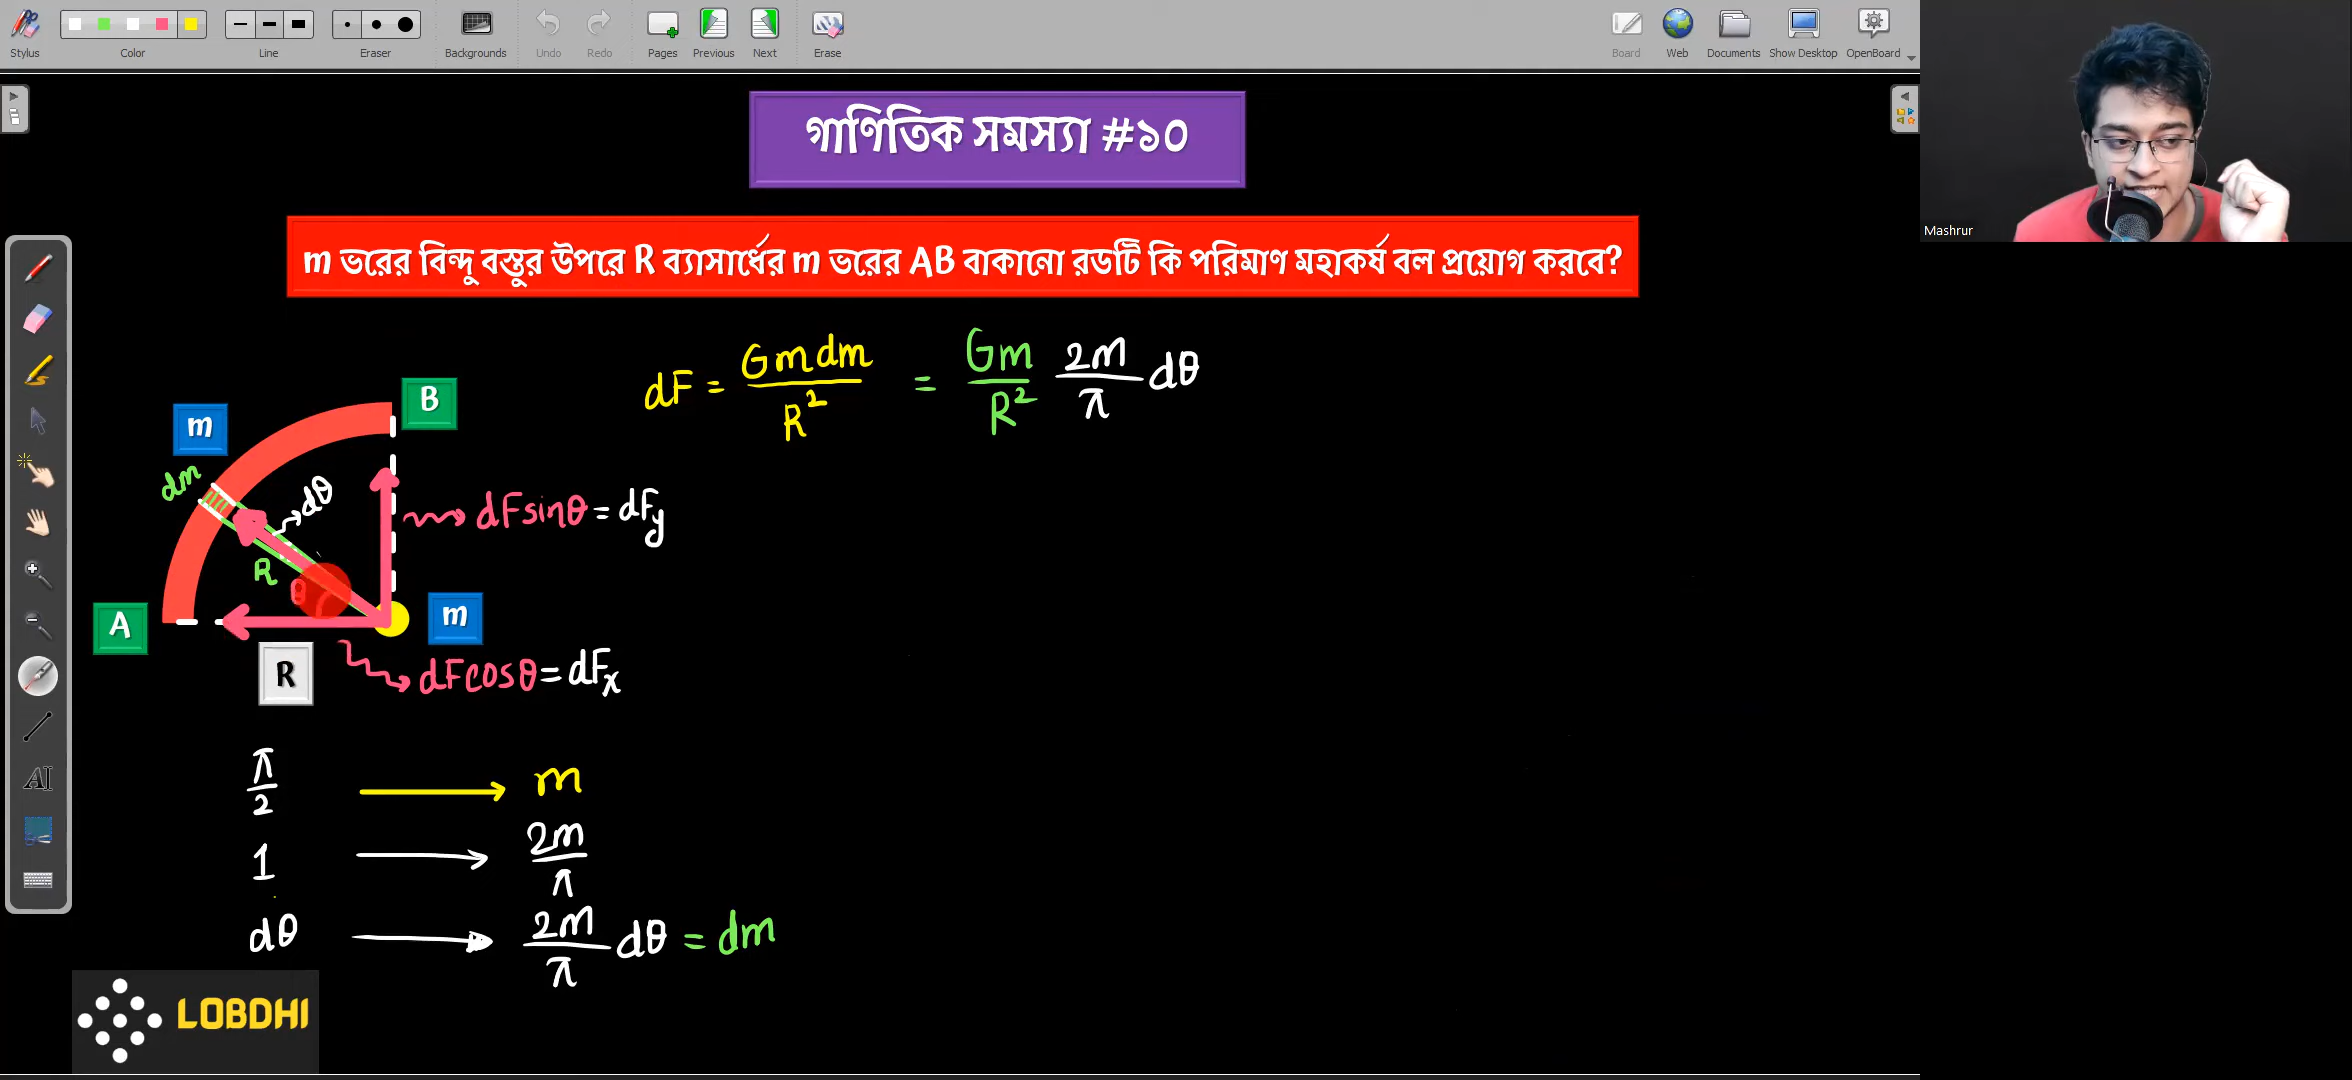 Stylus Color Line Eraser Backgrounds Undo Redo Pages Previous Next Erase Board Web Documents Show Desktop OpenBoard
Mashrur
গাণিতিক সমস্যা #১০
m ভরের বিন্দু বস্তুর উপরে R ব্যাসার্ধের m ভরের AB বাকানো রডটি কি পরিমাণ মহাকর্ষ বল প্রয়োগ করবে?
dF = Gmdm/R² = Gm/R² 2m/π dθ
B
m
dm
dθ
dFsinθ = dFy
R
θ
A
m
R
dFcosθ = dFx
π/2 → m
1 → 2m/π
dθ → 2m/π dθ = dm
AI
LOBDHI